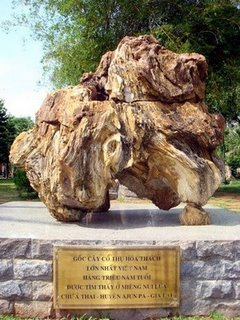 GỐC CÂY CỔ THỤ HÓA THẠCH
LỚN NHẤT VIỆT NAM
HÀNG TRIỆU NĂM TUỔI
ĐƯỢC TÌM THẤY Ở MIỆNG NÚI LỬA
CHƯ A THAI - HUYỆN AJUN PA - GIA LAI